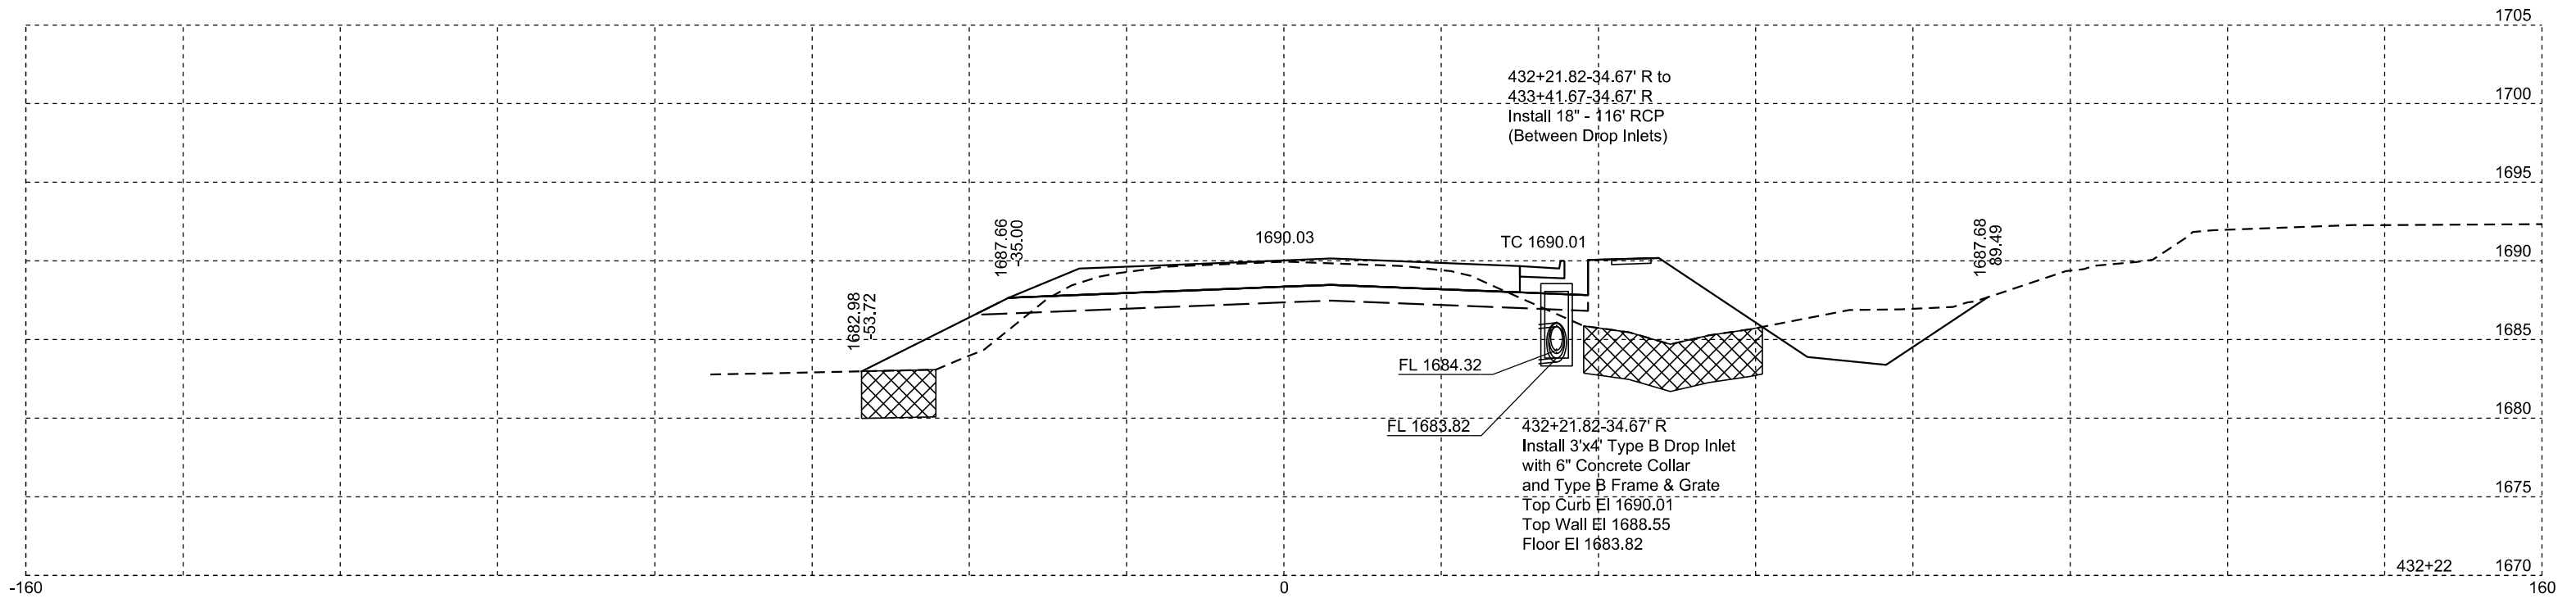 1705
432+21.82-34.67' R to
433+41.67-34.67' R
Install 18" - 116' RCP
(Between Drop Inlets)
1700
1695
1687.66
-35.00
1690.03
TC 1690.01
1687.68
89.49
1690
1682.98
-53.72
1685
FL 1684.32
1680
FL 1683.82
432+21.82-34.67' R
Install 3'x4' Type B Drop Inlet
with 6" Concrete Collar
and Type B Frame & Grate
Top Curb El 1690.01
Top Wall El 1688.55
Floor El 1683.82
1675
432+22
1670
-160
0
160